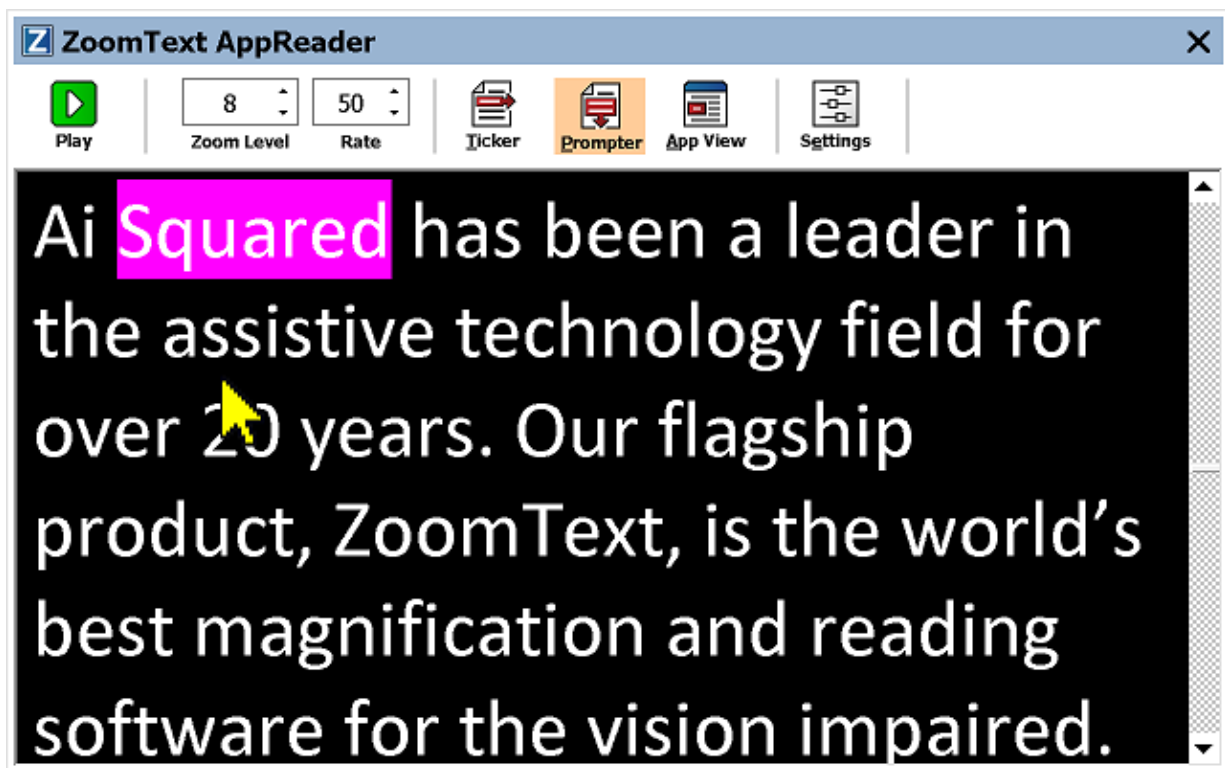 ZoomText AppReader
Play
8
Zoom Level
50
Rate
Ticker
Prompter
App View
Settings
Ai Squared has been a leader in
the assistive technology field for
over 20 years. Our flagship
product, ZoomText, is the world’s
best magnification and reading
software for the vision impaired.